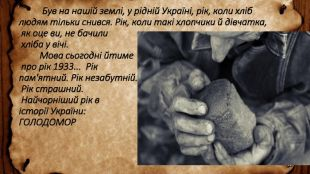 Був на нашій землі, у рідній Україні, рік, коли хліб
людям тільки снився. Рік, коли такі хлопчики й дівчатка,
як оце ви, не бачили
хліба у вічі.
Мова сьогодні йтиме
про рік 1933... Рік
пам'ятний. Рік незабутній.
Рік страшний.
Найчорніший рік в
історії України:
ГОЛОДОМОР